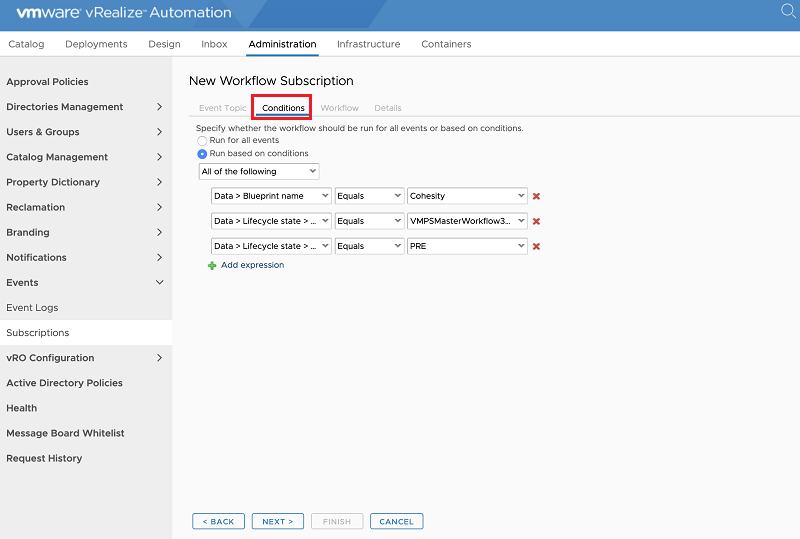 vmware vRealize™ Automation
Catalog Deployments Design Inbox Administration Infrastructure Containers
Approval Policies
Directories Management
Users & Groups
Catalog Management
Property Dictionary
Reclamation
Branding
Notifications
Events
Event Logs
Subscriptions
vRO Configuration
Active Directory Policies
Health
Message Board Whitelist
Request History
New Workflow Subscription
Event Topic Conditions Workflow Details
Specify whether the workflow should be run for all events or based on conditions.
Run for all events
Run based on conditions
All of the following
Data > Blueprint name Equals Cohesity
Data > Lifecycle state > ... Equals VMPSMasterWorkflow3...
Data > Lifecycle state > ... Equals PRE
Add expression
< BACK NEXT > FINISH CANCEL